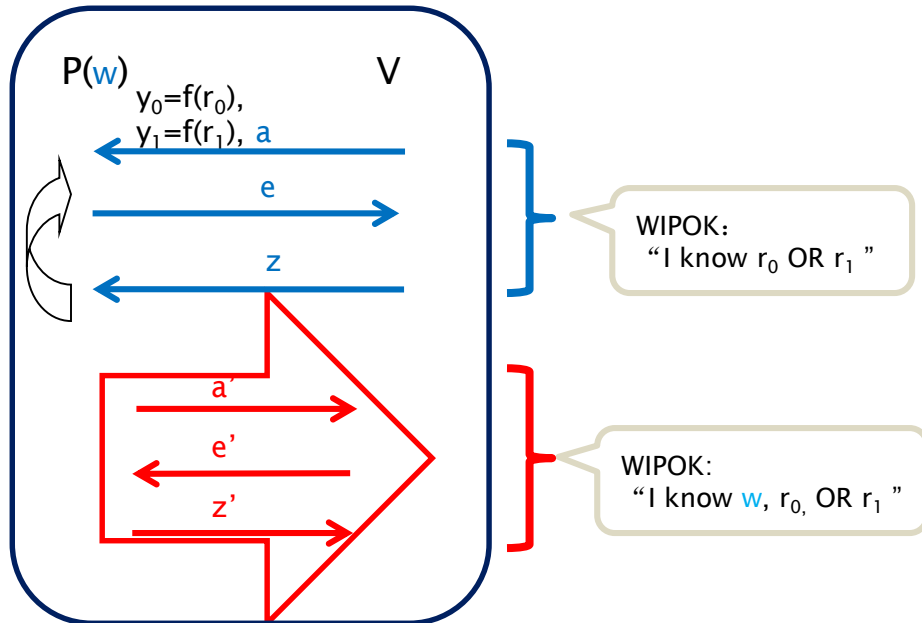 P(w) V
y₀=f(r₀),
y₁=f(r₁), a
e
z
WIPOK:
“I know r₀ OR r₁ ”
a’
e’
z’
WIPOK:
“I know w, r₀, OR r₁ ”